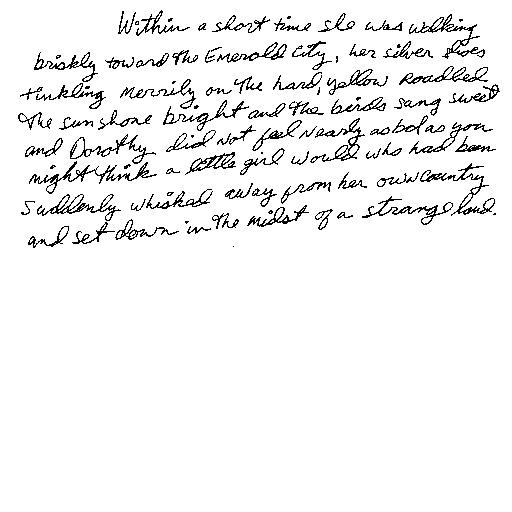 Within a short time she was walking
briskly toward the Emerald City, her silver shoes
tinkling merrily on the hard, yellow roadbed
The sun shone bright and the birds sang sweet
and Dorothy did not feel nearly as bad as you
might think a little girl would who had been
suddenly whisked away from her own country
and set down in the midst of a strange land.